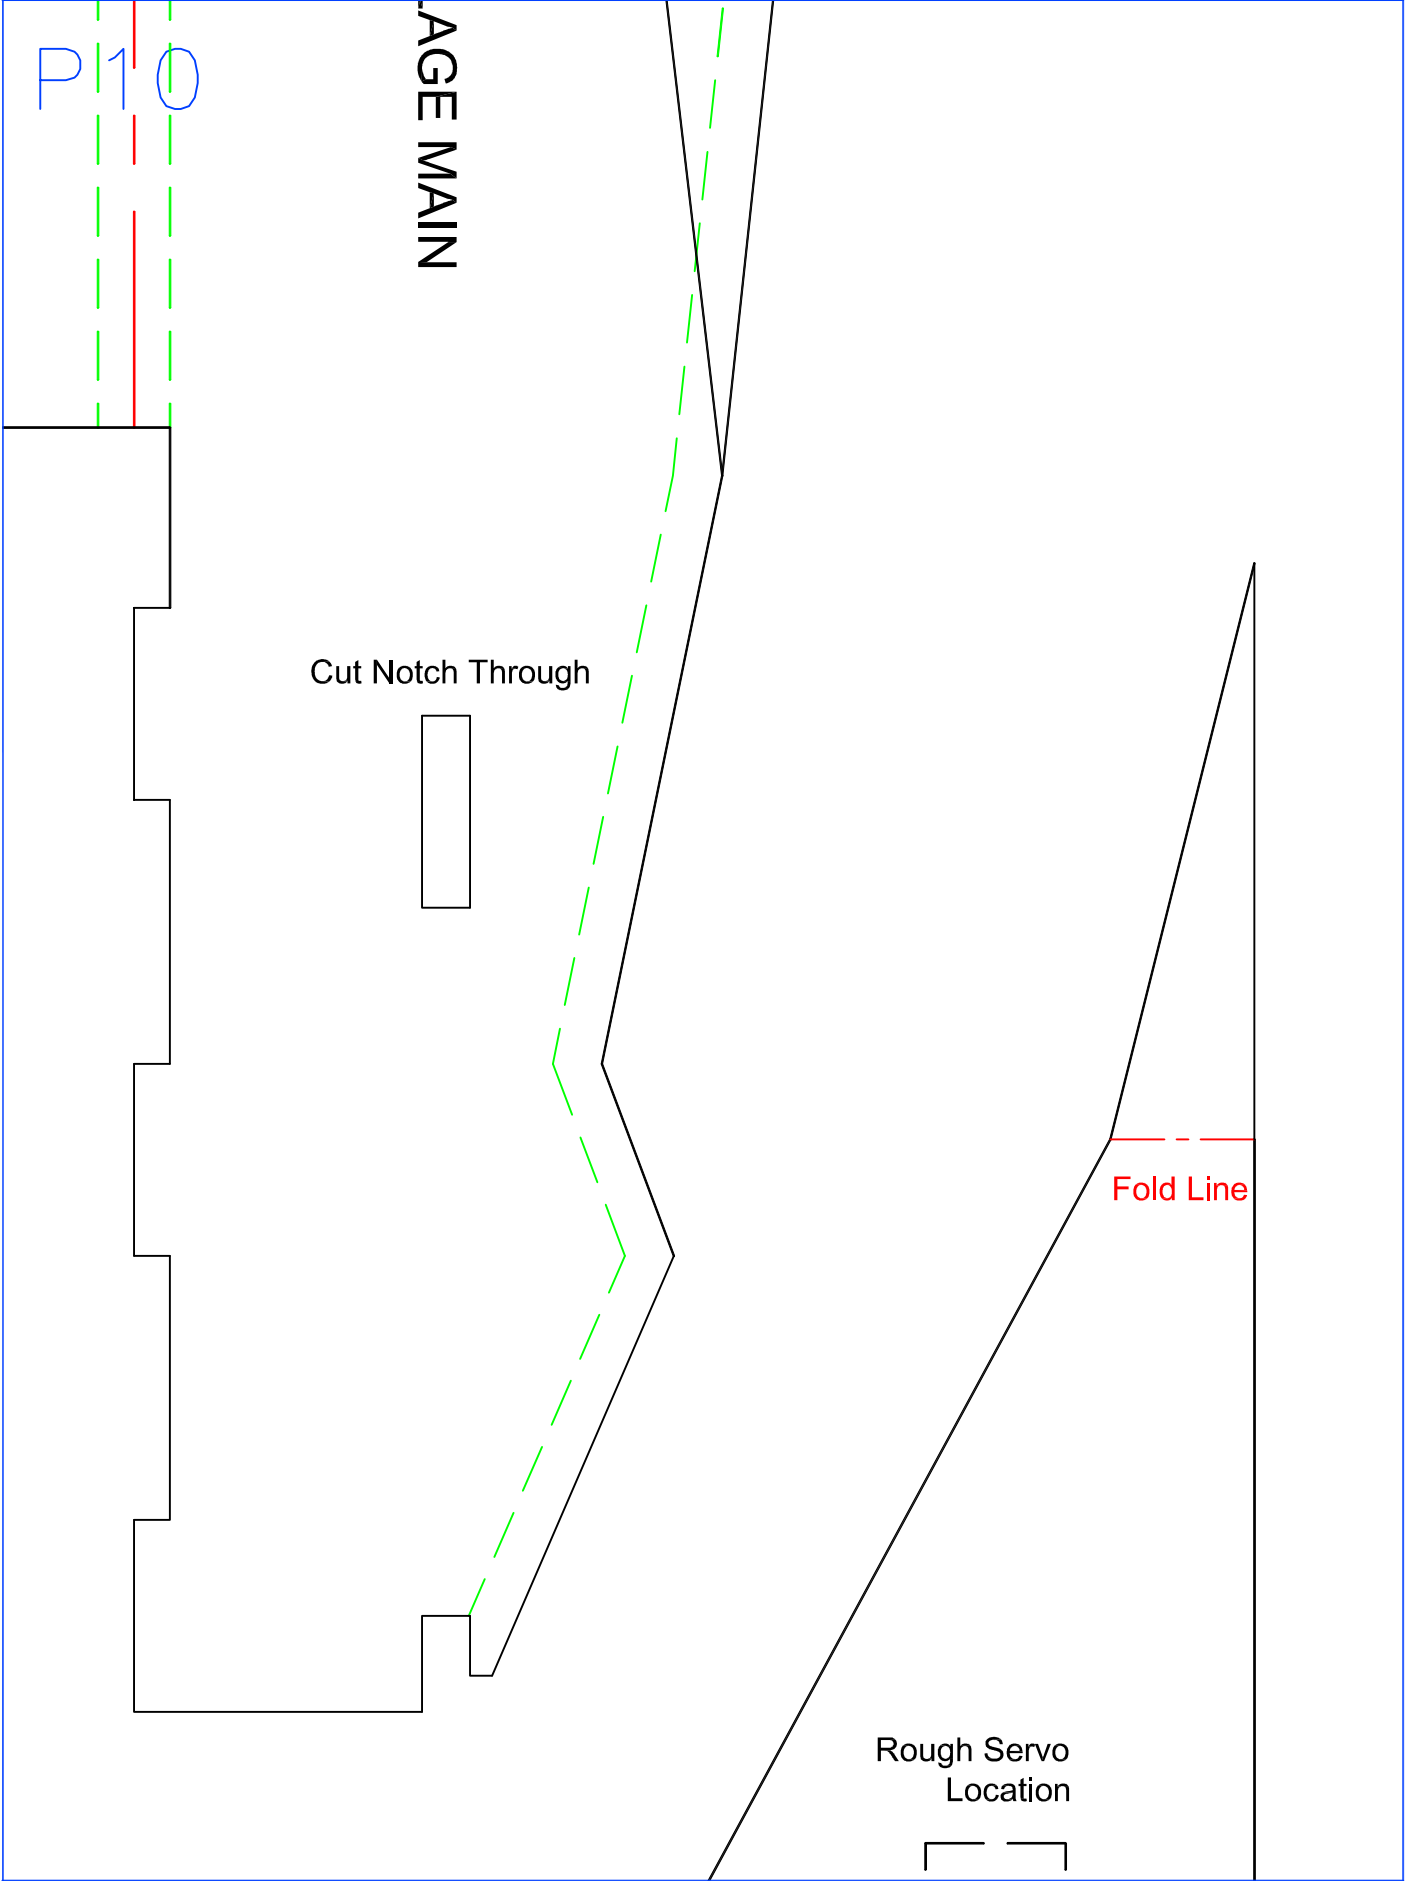 P10
AGE MAIN
Cut Notch Through
Fold Line
Rough Servo
Location